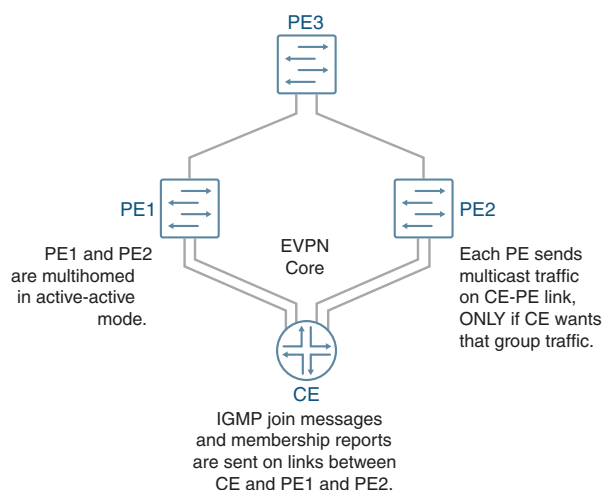 PE3
PE1
PE2
PE1 and PE2
are multihomed
in active-active
mode.
EVPN
Core
Each PE sends
multicast traffic
on CE-PE link,
ONLY if CE wants
that group traffic.
CE
IGMP join messages
and membership reports
are sent on links between
CE and PE1 and PE2.